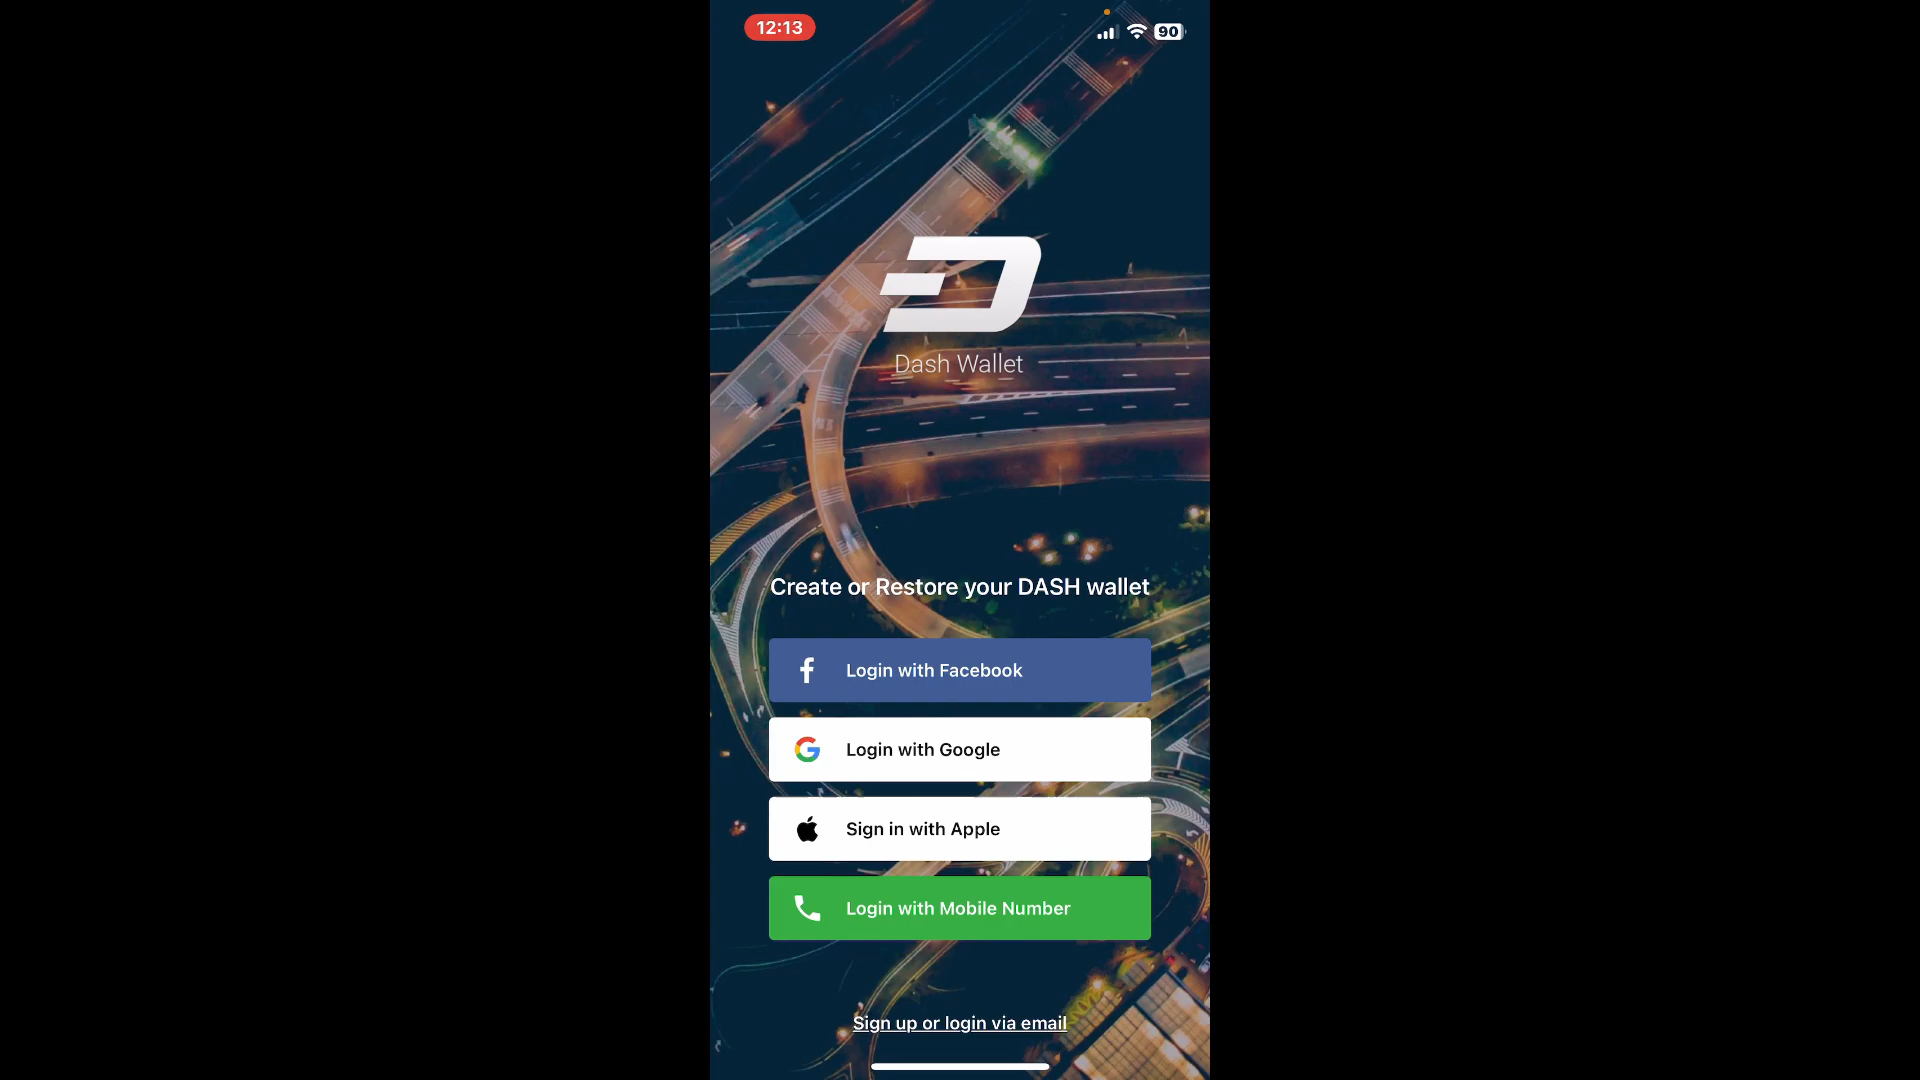 12:13
90
Dash Wallet
Create or Restore your DASH wallet
Login with Facebook
Login with Google
Sign in with Apple
Login with Mobile Number
Sign up or login via email